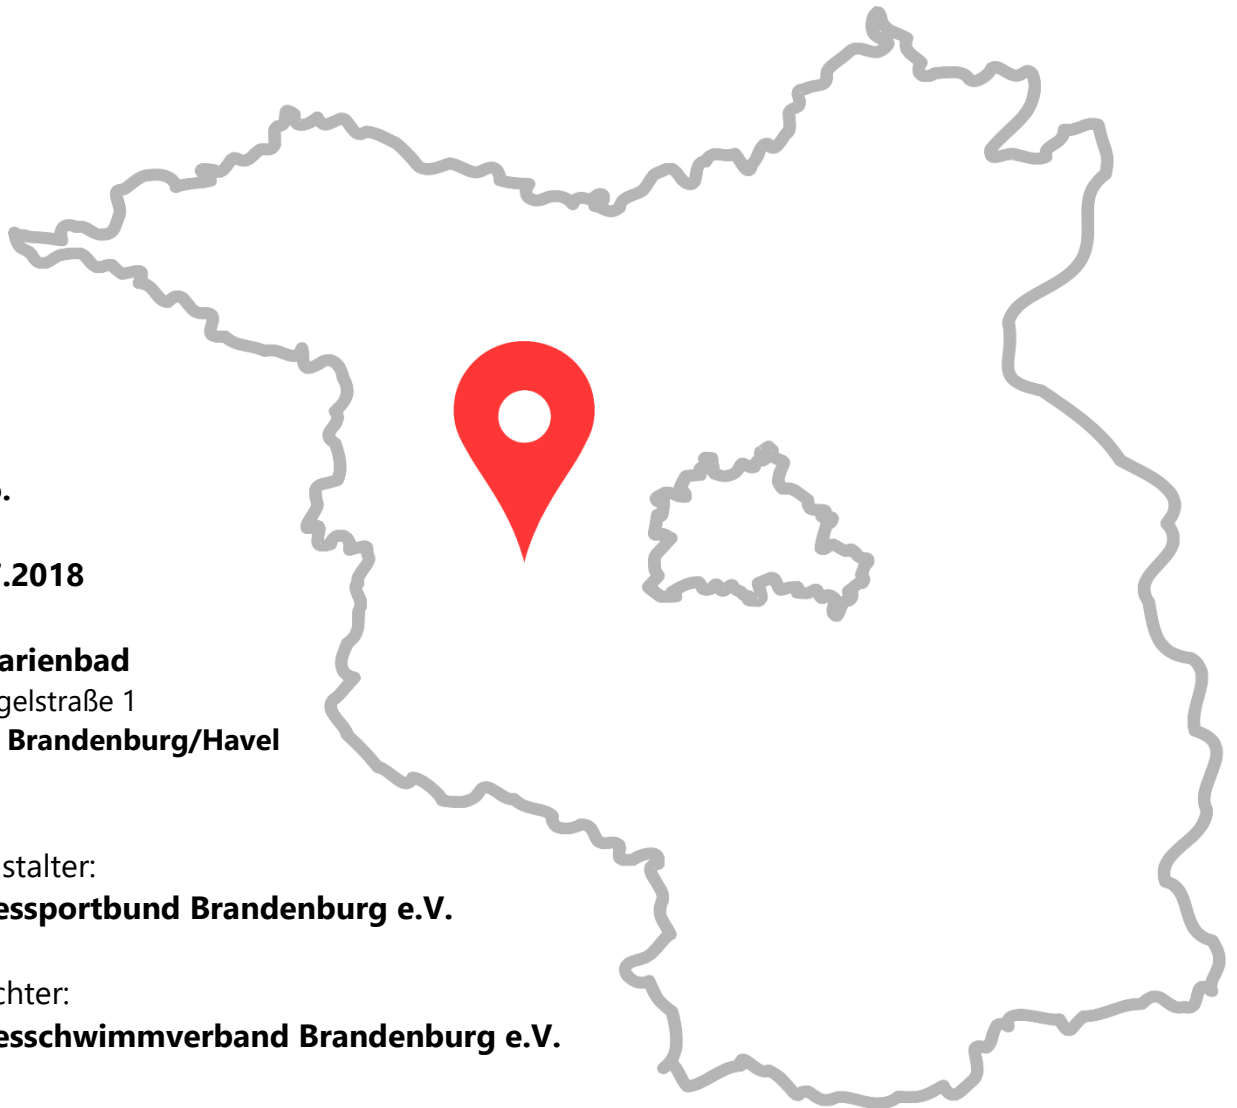 .
.2018
arienbad
gelstraße 1
Brandenburg/Havel
stalter:
essportbund Brandenburg e.V.
chter:
esschwimmverband Brandenburg e.V.